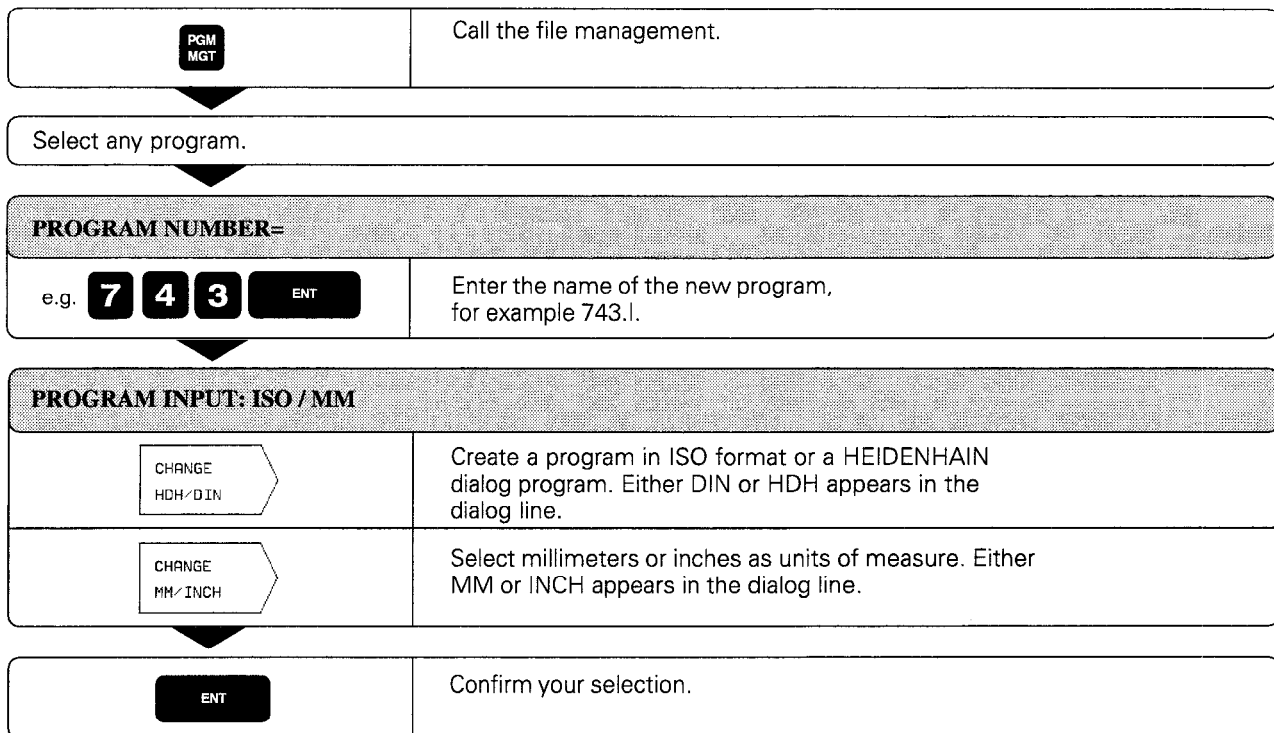 PGM
MGT
Call the file management.
Select any program.
PROGRAM NUMBER=
e.g. 7 4 3 ENT
Enter the name of the new program,
for example 743.I.
PROGRAM INPUT: ISO / MM
CHANGE
HDH/DIN
Create a program in ISO format or a HEIDENHAIN
dialog program. Either DIN or HDH appears in the
dialog line.
CHANGE
MM/INCH
Select millimeters or inches as units of measure. Either
MM or INCH appears in the dialog line.
ENT
Confirm your selection.